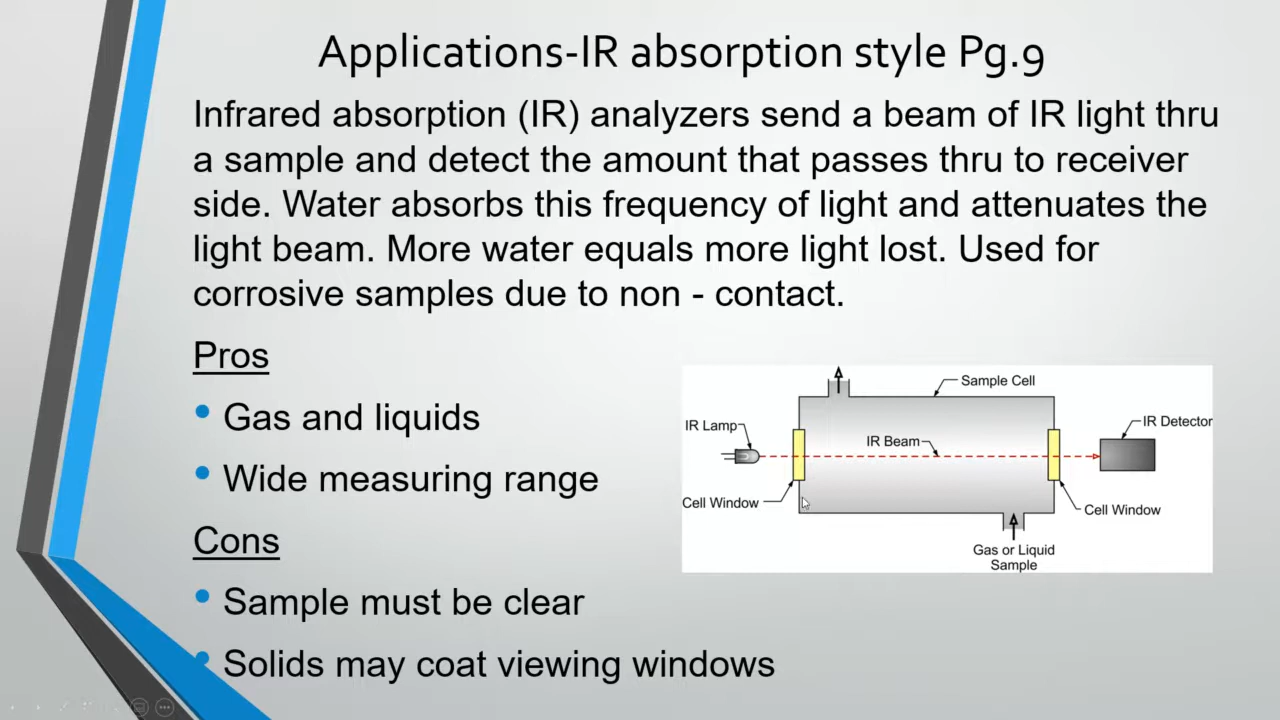 Applications-IR absorption style Pg.9
Infrared absorption (IR) analyzers send a beam of IR light thru
a sample and detect the amount that passes thru to receiver
side. Water absorbs this frequency of light and attenuates the
light beam. More water equals more light lost. Used for
corrosive samples due to non - contact.
Pros
• Gas and liquids
• Wide measuring range
Cons
• Sample must be clear
• Solids may coat viewing windows
Sample Cell
IR Lamp
IR Beam
IR Detector
Cell Window
Cell Window
Gas or Liquid
Sample